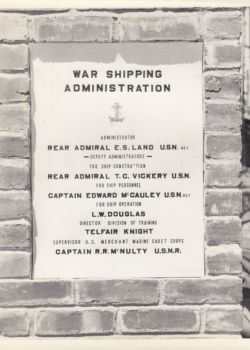 WAR SHIPPING
ADMINISTRATION
ADMINISTRATOR
REAR ADMIRAL E.S. LAND U.S.N. RET
— DEPUTY ADMINISTRATORS —
FOR SHIP CONSTRUCTION
REAR ADMIRAL T.C. VICKERY U.S.N.
FOR SHIP PERSONNEL
CAPTAIN EDWARD McCAULEY U.S.N. RET
FOR SHIP OPERATION
L.W. DOUGLAS
DIRECTOR DIVISION OF TRAINING
TELFAIR KNIGHT
SUPERVISOR U.S. MERCHANT MARINE CADET CORPS
CAPTAIN R.R. McNULTY U.S.N.R.